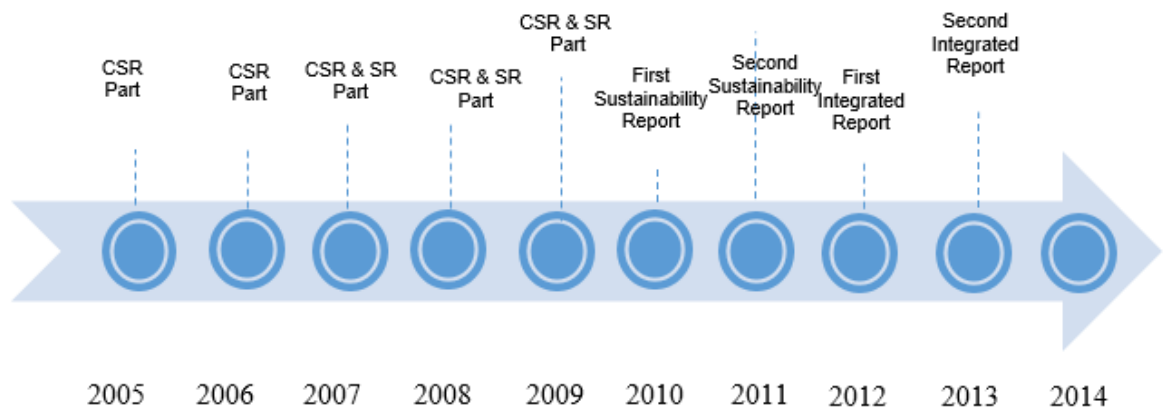 CSR
Part
CSR
Part
CSR & SR
Part
CSR & SR
Part
CSR & SR
Part
First
Sustainability
Report
Second
Sustainability
Report
First
Integrated
Report
Second
Integrated
Report
2005 2006 2007 2008 2009 2010 2011 2012 2013 2014